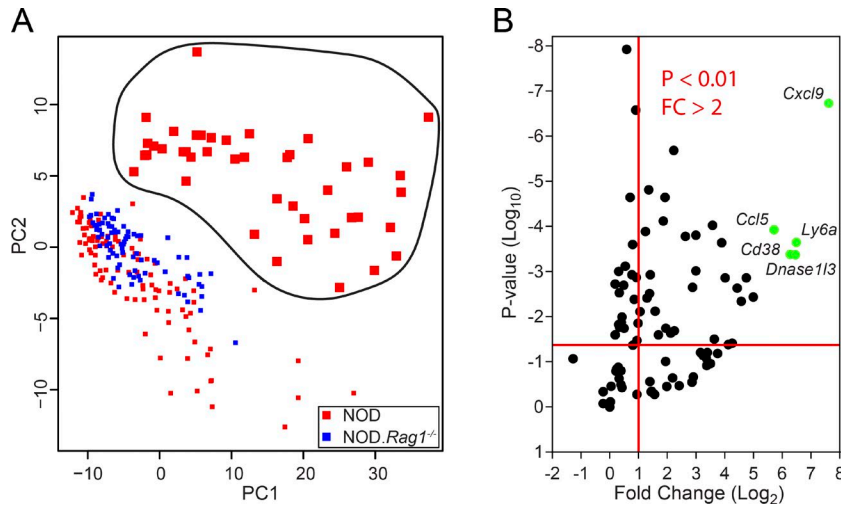 A
PC2
10
5
0
−5
−10
NOD
NOD.Rag1-/-
−10
0
10
20
30
PC1
B
P-value (Log10)
-8
-7
-6
-5
-4
-3
-2
-1
0
1
P < 0.01
FC > 2
Cxcl9
Ccl5
Ly6a
Cd38
Dnase1l3
-2 -1 0 1 2 3 4 5 6 7 8
Fold Change (Log2)